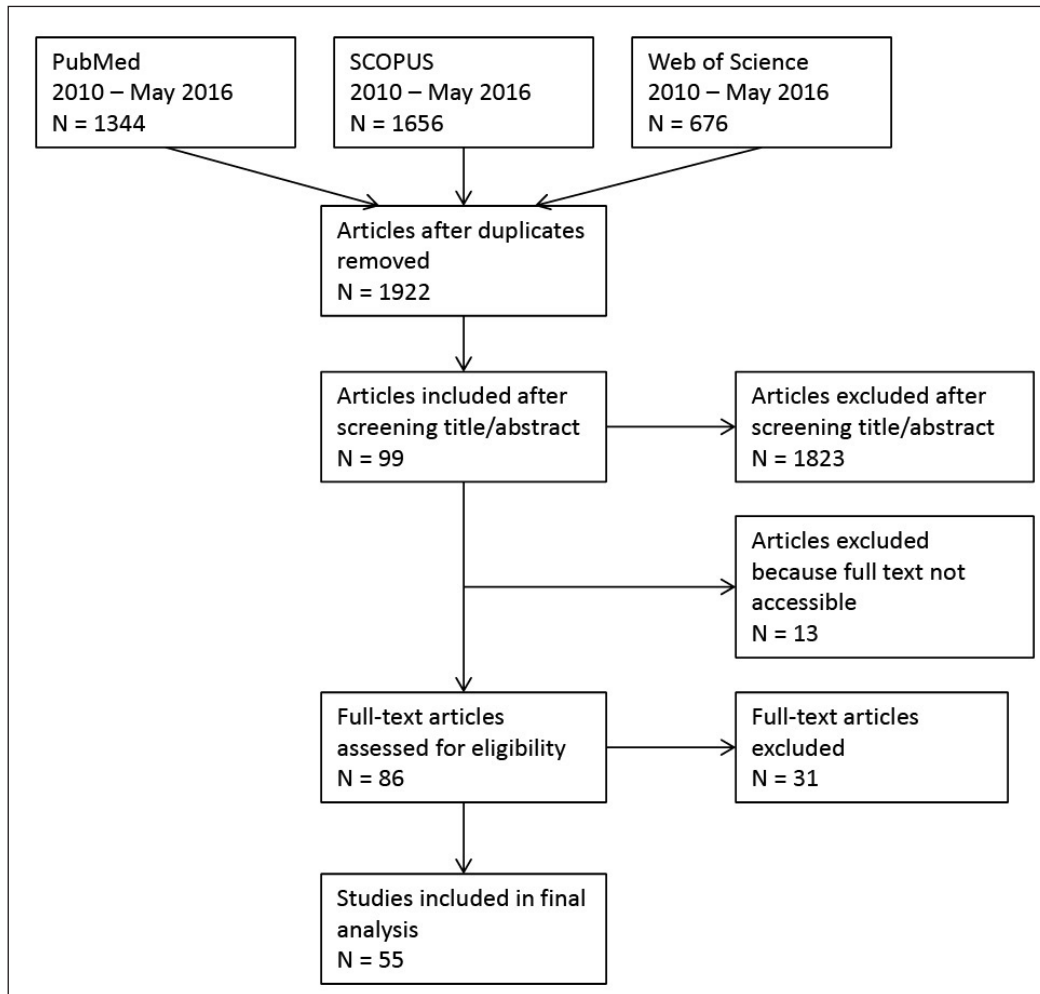 PubMed
2010 – May 2016
N = 1344
SCOPUS
2010 – May 2016
N = 1656
Web of Science
2010 – May 2016
N = 676
Articles after duplicates
removed
N = 1922
Articles included after
screening title/abstract
N = 99
Articles excluded after
screening title/abstract
N = 1823
Articles excluded
because full text not
accessible
N = 13
Full-text articles
assessed for eligibility
N = 86
Full-text articles
excluded
N = 31
Studies included in final
analysis
N = 55